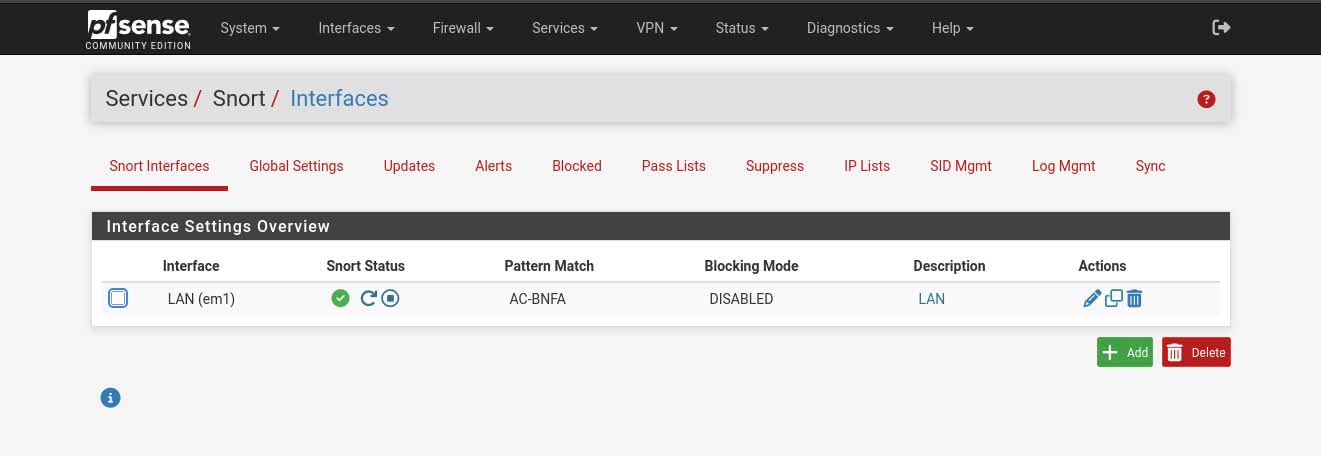 pfsense
COMMUNITY EDITION
System
Interfaces
Firewall
Services
VPN
Status
Diagnostics
Help
Services / Snort / Interfaces
?
Snort Interfaces
Global Settings
Updates
Alerts
Blocked
Pass Lists
Suppress
IP Lists
SID Mgmt
Log Mgmt
Sync
Interface Settings Overview
Interface Snort Status Pattern Match Blocking Mode Description Actions
LAN (em1) AC-BNFA DISABLED LAN
Add
Delete
i